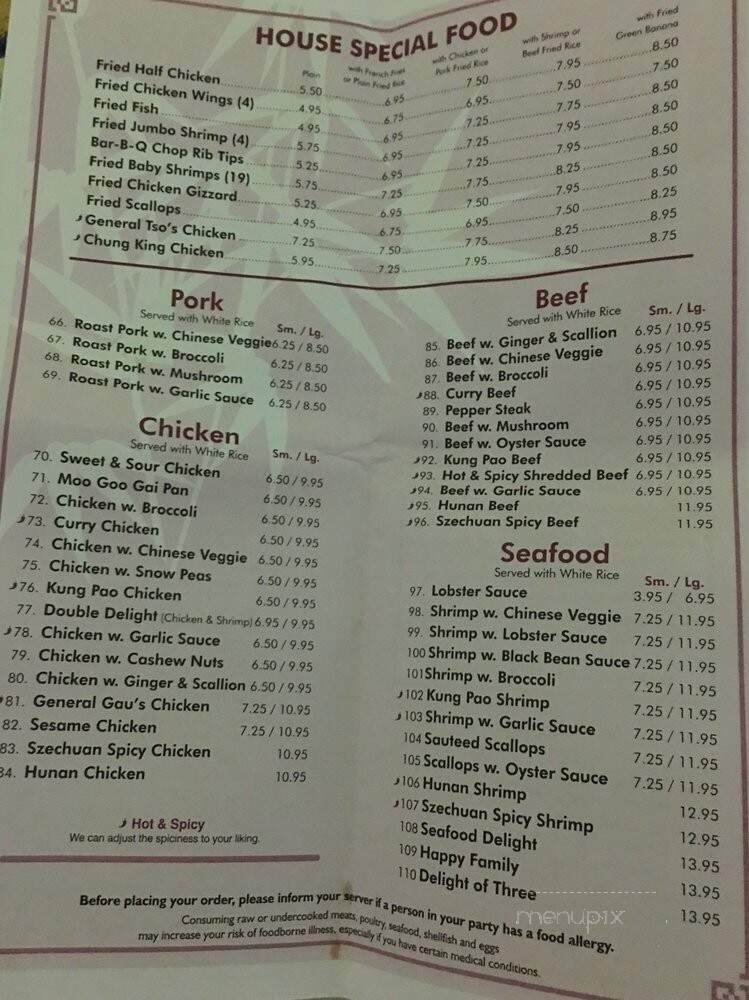 HOUSE SPECIAL FOOD
Plain with French Fries or Plain Fried Rice with Chicken or Pork Fried Rice with Shrimp or Beef Fried Rice with Fried Green Banana
Fried Half Chicken 5.50 6.95 7.50 7.95 8.50
Fried Chicken Wings (4) 4.95 6.75 6.95 7.50 7.50
Fried Fish 4.95 6.95 7.25 7.75 8.50
Fried Jumbo Shrimp (4) 5.75 6.95 7.25 7.95 8.50
Bar-B-Q Chop Rib Tips 5.25 6.95 7.25 7.95 8.50
Fried Baby Shrimps (19) 5.75 7.25 7.75 8.25 8.50
Fried Chicken Gizzard 5.25 6.95 7.50 7.95 8.50
Fried Scallops 4.95 6.75 6.95 7.50 8.25
General Tso's Chicken 7.25 7.50 7.75 8.25 8.95
Chung King Chicken 5.95 7.25 7.95 8.50 8.75
Pork
Served with White Rice Sm. / Lg.
66. Roast Pork w. Chinese Veggie 6.25 / 8.50
67. Roast Pork w. Broccoli 6.25 / 8.50
68. Roast Pork w. Mushroom 6.25 / 8.50
69. Roast Pork w. Garlic Sauce 6.25 / 8.50
Chicken
Served with White Rice Sm. / Lg.
70. Sweet & Sour Chicken 6.50 / 9.95
71. Moo Goo Gai Pan 6.50 / 9.95
72. Chicken w. Broccoli 6.50 / 9.95
73. Curry Chicken 6.50 / 9.95
74. Chicken w. Chinese Veggie 6.50 / 9.95
75. Chicken w. Snow Peas 6.50 / 9.95
76. Kung Pao Chicken 6.50 / 9.95
77. Double Delight (Chicken & Shrimp) 6.95 / 9.95
78. Chicken w. Garlic Sauce 6.50 / 9.95
79. Chicken w. Cashew Nuts 6.50 / 9.95
80. Chicken w. Ginger & Scallion 6.50 / 9.95
81. General Gau's Chicken 7.25 / 10.95
82. Sesame Chicken 7.25 / 10.95
83. Szechuan Spicy Chicken 10.95
84. Hunan Chicken 10.95
Hot & Spicy
We can adjust the spiciness to your liking.
Beef
Served with White Rice Sm. / Lg.
85. Beef w. Ginger & Scallion 6.95 / 10.95
86. Beef w. Chinese Veggie 6.95 / 10.95
87. Beef w. Broccoli 6.95 / 10.95
88. Curry Beef 6.95 / 10.95
89. Pepper Steak 6.95 / 10.95
90. Beef w. Mushroom 6.95 / 10.95
91. Beef w. Oyster Sauce 6.95 / 10.95
92. Kung Pao Beef 6.95 / 10.95
93. Hot & Spicy Shredded Beef 6.95 / 10.95
94. Beef w. Garlic Sauce 6.95 / 10.95
95. Hunan Beef 11.95
96. Szechuan Spicy Beef 11.95
Seafood
Served with White Rice Sm. / Lg.
97. Lobster Sauce 3.95 / 6.95
98. Shrimp w. Chinese Veggie 7.25 / 11.95
99. Shrimp w. Lobster Sauce 7.25 / 11.95
100 Shrimp w. Black Bean Sauce 7.25 / 11.95
101 Shrimp w. Broccoli 7.25 / 11.95
102 Kung Pao Shrimp 7.25 / 11.95
103 Shrimp w. Garlic Sauce 7.25 / 11.95
104 Sauteed Scallops 7.25 / 11.95
105 Scallops w. Oyster Sauce 7.25 / 11.95
106 Hunan Shrimp 12.95
107 Szechuan Spicy Shrimp 12.95
108 Seafood Delight 13.95
109 Happy Family 13.95
110 Delight of Three 13.95
menupix
Before placing your order, please inform your server if a person in your party has a food allergy.
Consuming raw or undercooked meats, poultry, seafood, shellfish and eggs
may increase your risk of foodborne illness, especially if you have certain medical conditions.